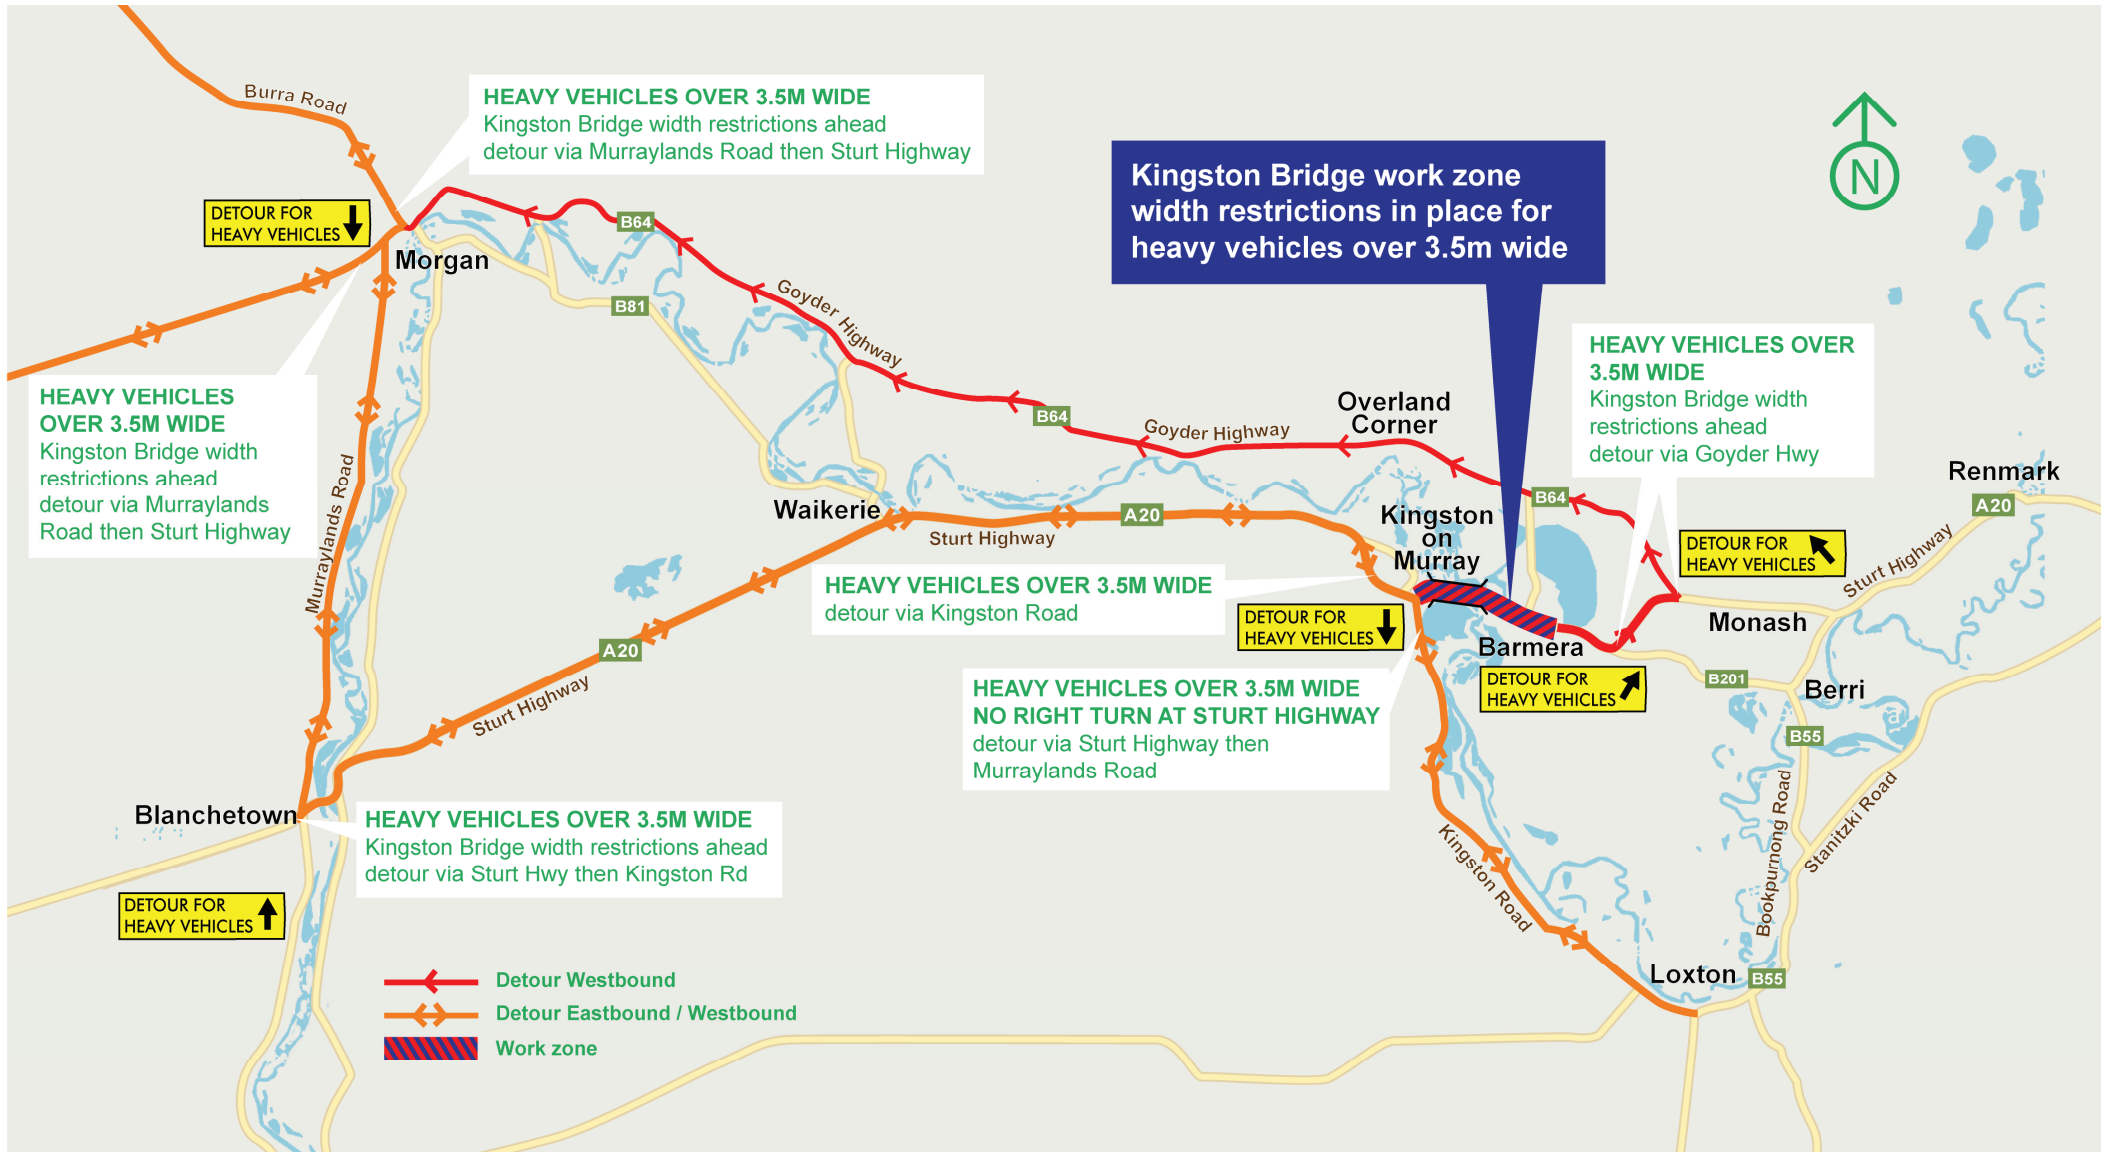 Burra Road
HEAVY VEHICLES OVER 3.5M WIDE
Kingston Bridge width restrictions ahead
detour via Murraylands Road then Sturt Highway
DETOUR FOR
HEAVY VEHICLES
Morgan
B64
B81
Goyder Highway
Kingston Bridge work zone
width restrictions in place for
heavy vehicles over 3.5m wide
N
HEAVY VEHICLES
OVER 3.5M WIDE
Kingston Bridge width
restrictions ahead
detour via Murraylands
Road then Sturt Highway
Murraylands Road
HEAVY VEHICLES OVER
3.5M WIDE
Kingston Bridge width
restrictions ahead
detour via Goyder Hwy
B64
Goyder Highway
Overland
Corner
B64
Renmark
A20
Sturt Highway
Waikerie
A20
Sturt Highway
Kingston
on
Murray
DETOUR FOR
HEAVY VEHICLES
HEAVY VEHICLES OVER 3.5M WIDE
detour via Kingston Road
DETOUR FOR
HEAVY VEHICLES
Monash
Barmera
A20
Sturt Highway
HEAVY VEHICLES OVER 3.5M WIDE
NO RIGHT TURN AT STURT HIGHWAY
detour via Sturt Highway then
Murraylands Road
DETOUR FOR
HEAVY VEHICLES
B201
Berri
B55
Blanchetown
HEAVY VEHICLES OVER 3.5M WIDE
Kingston Bridge width restrictions ahead
detour via Sturt Hwy then Kingston Rd
DETOUR FOR
HEAVY VEHICLES
Kingston Road
Bookpurnong Road
Stanitzki Road
Loxton
B55
Detour Westbound
Detour Eastbound / Westbound
Work zone